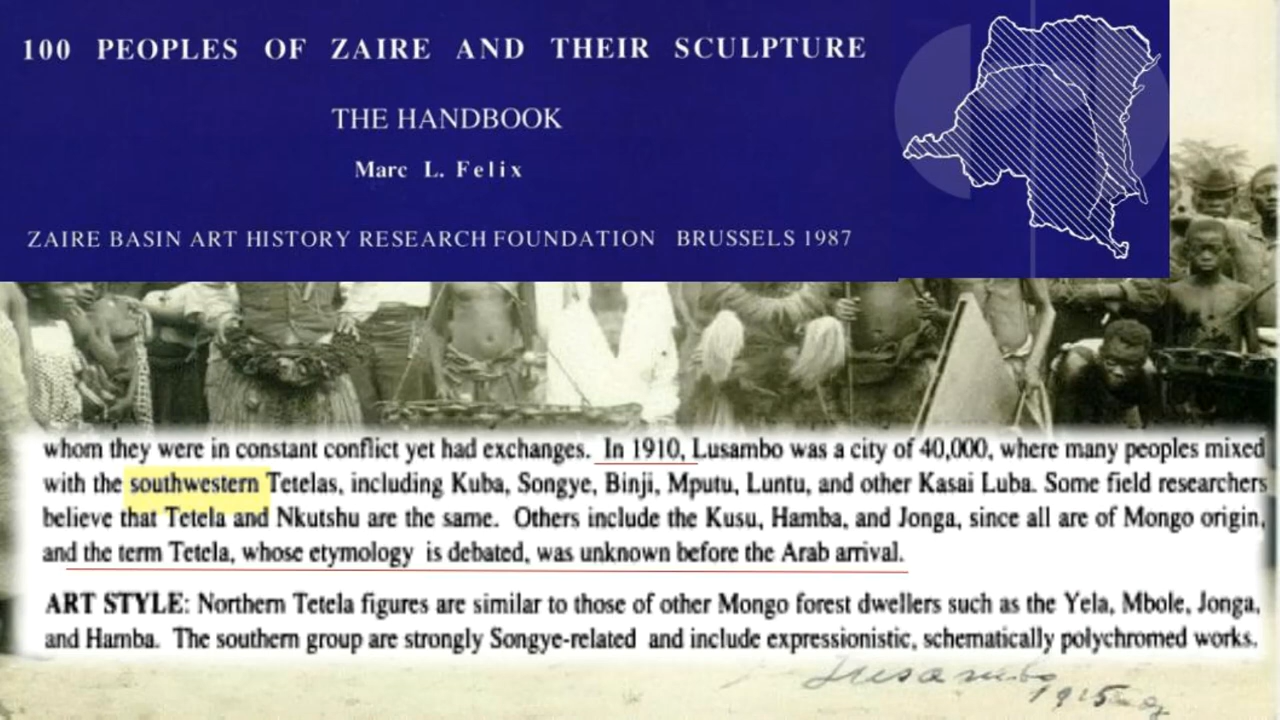 100 PEOPLES OF ZAIRE AND THEIR SCULPTURE
THE HANDBOOK
Marc L. Felix
ZAIRE BASIN ART HISTORY RESEARCH FOUNDATION BRUSSELS 1987
whom they were in constant conflict yet had exchanges. In 1910, Lusambo was a city of 40,000, where many peoples mixed
with the southwestern Tetelas, including Kuba, Songye, Binji, Mputu, Luntu, and other Kasai Luba. Some field researchers
believe that Tetela and Nkutshu are the same. Others include the Kusu, Hamba, and Jonga, since all are of Mongo origin,
and the term Tetela, whose etymology is debated, was unknown before the Arab arrival.
ART STYLE: Northern Tetela figures are similar to those of other Mongo forest dwellers such as the Yela, Mbole, Jonga,
and Hamba. The southern group are strongly Songye-related and include expressionistic, schematically polychromed works.
Lusambo